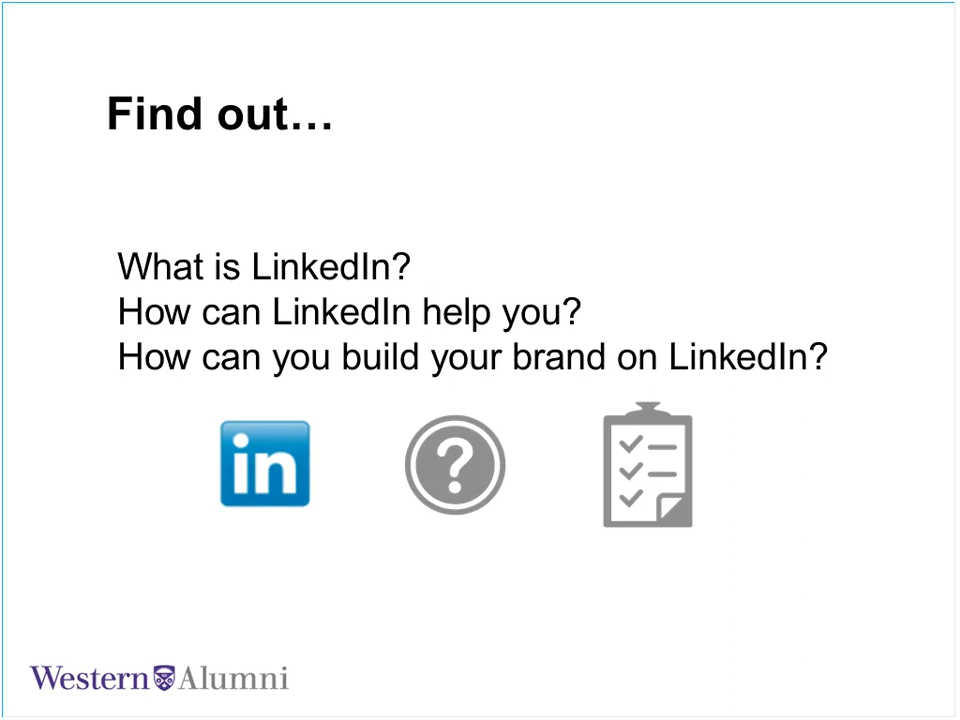 Find out…
What is LinkedIn?
How can LinkedIn help you?
How can you build your brand on LinkedIn?
in
?
Western Alumni